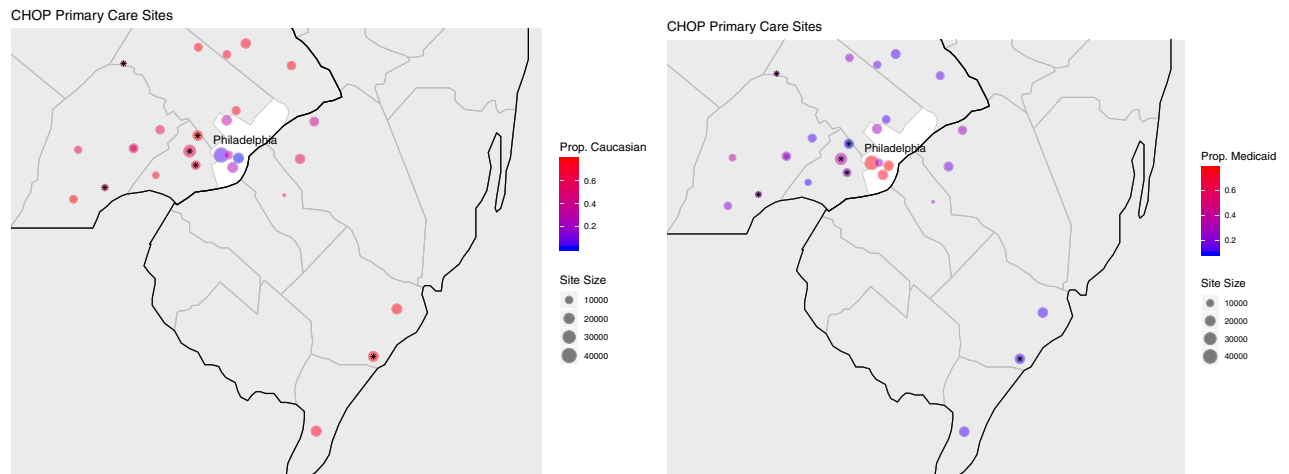 CHOP Primary Care Sites
Philadelphia
Prop. Caucasian
0.6
0.4
0.2
Site Size
10000
20000
30000
40000
CHOP Primary Care Sites
Philadelphia
Prop. Medicaid
0.6
0.4
0.2
Site Size
10000
20000
30000
40000